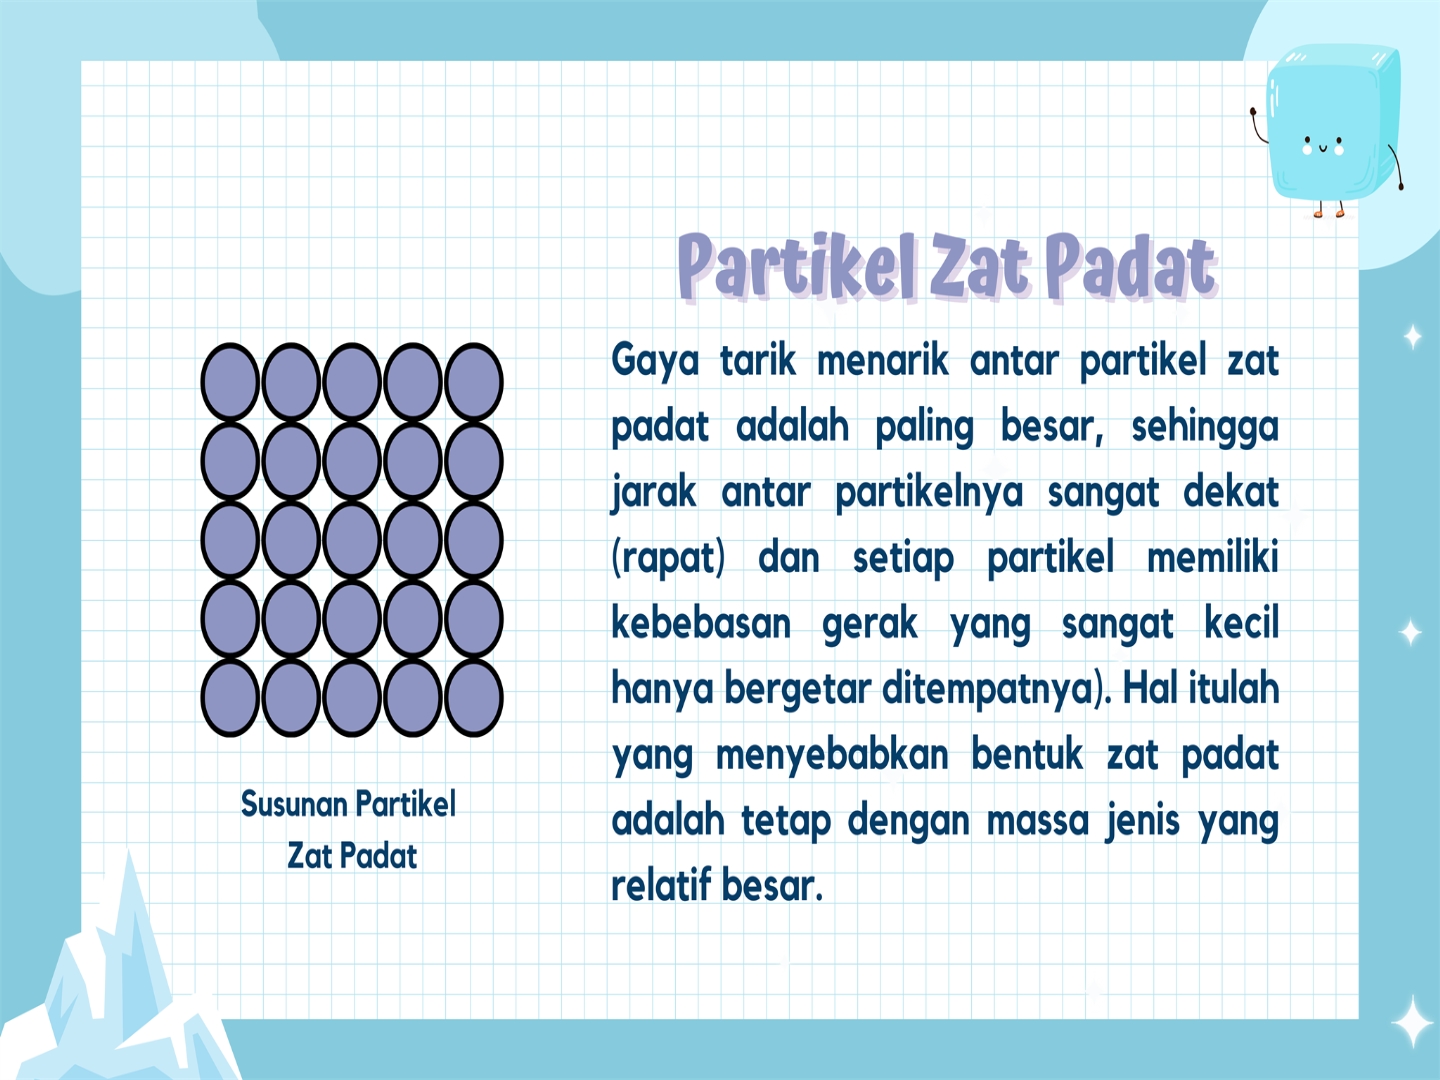 Partikel Zat Padat
Gaya tarik menarik antar partikel zat
padat adalah paling besar, sehingga
jarak antar partikelnya sangat dekat
(rapat) dan setiap partikel memiliki
kebebasan gerak yang sangat kecil
hanya bergetar ditempatnya). Hal itulah
yang menyebabkan bentuk zat padat
adalah tetap dengan massa jenis yang
relatif besar.
Susunan Partikel
Zat Padat